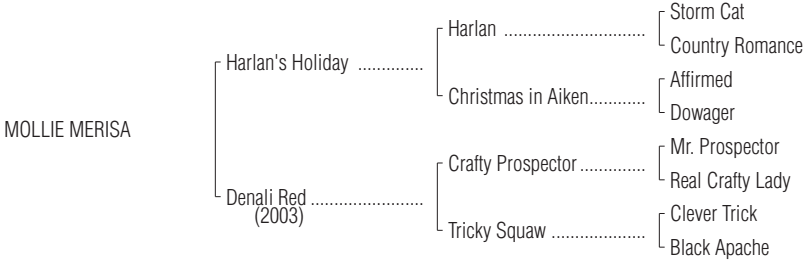 Storm Cat
Harlan ..............................
Country Romance
Harlan's Holiday ..............
Affirmed
Christmas in Aiken............
Dowager
MOLLIE MERISA
Mr. Prospector
Crafty Prospector ..............
Real Crafty Lady
Denali Red ........................
(2003)
Clever Trick
Tricky Squaw ....................
Black Apache